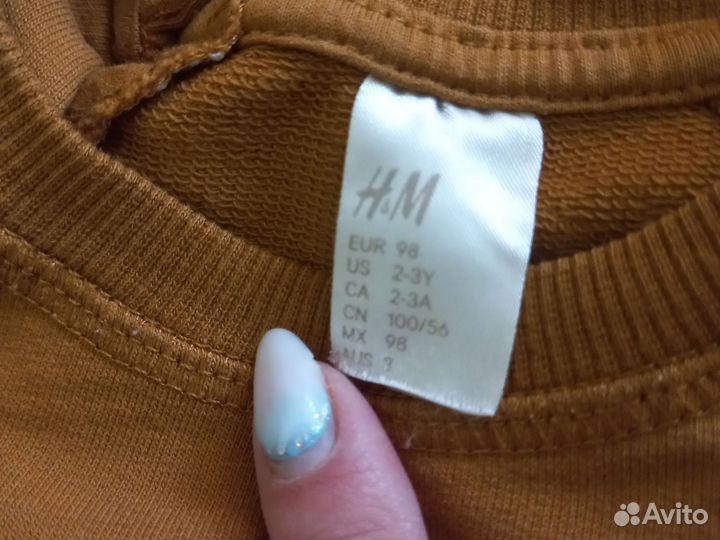 H&M
EUR 98
US 2-3Y
CA 2-3A
CN 100/56
MX 98
AUS 3
Avito